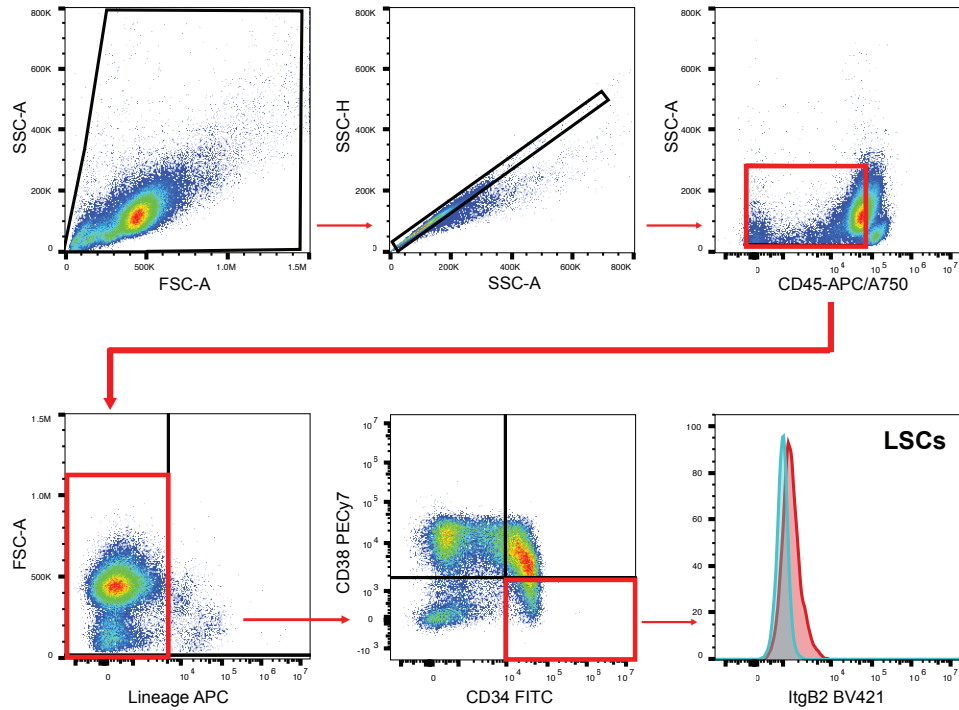 800K
600K
400K
200K
0
SSC-A
0
500K
1.0M
1.5M
FSC-A
800K
600K
400K
200K
0
SSC-H
0
200K
400K
600K
800K
SSC-A
800K
600K
400K
200K
0
SSC-A
0
10^4
10^5
10^6
10^7
CD45-APC/A750
1.5M
1.0M
500K
0
FSC-A
0
10^4
10^5
10^6
10^7
Lineage APC
10^7
10^6
10^5
10^4
10^3
0
-10^3
CD38 PECy7
0
10^4
10^5
10^6
10^7
CD34 FITC
100
80
60
40
20
0
LSCs
0
10^4
10^5
10^6
10^7
ItgB2 BV421